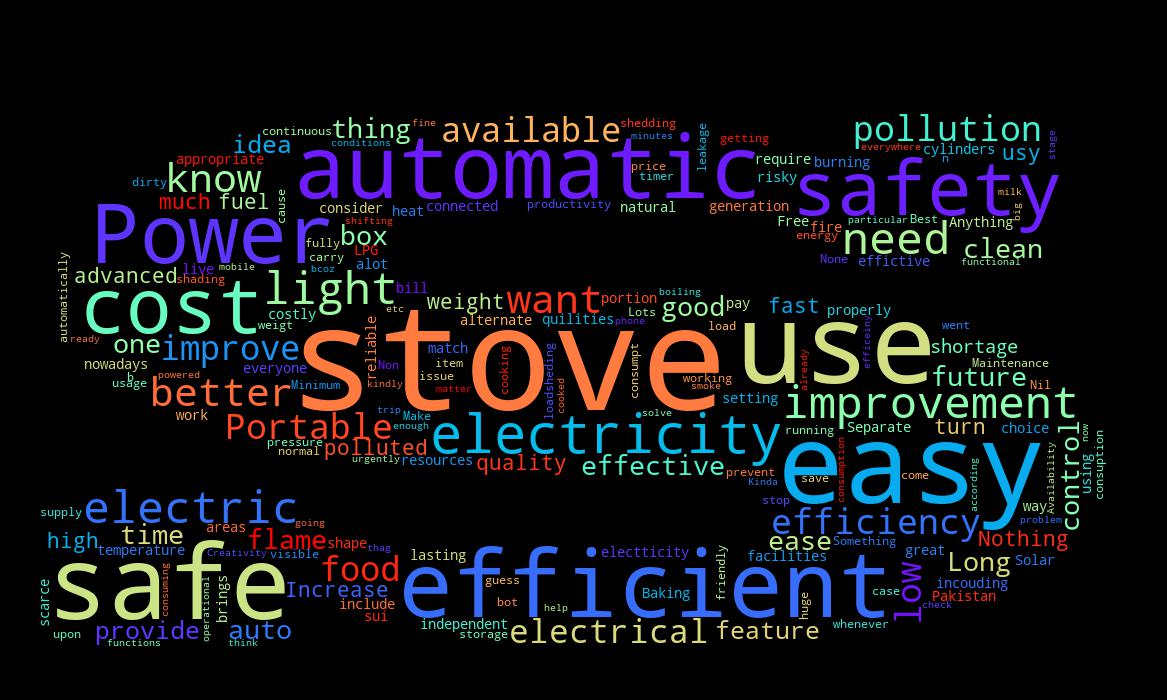 continuous thing fine available shedding
idea conditions automatic minutes leakage getting pollution
everywhere cylinders usy stage
appropriate know price timer require burning n
dirty much fuel cause consider heat connected productivity natural generation risky safety milk
Power shifting box Free fire particular Best Anything big
fully carry LPG energy need clean
automatically advanced live mobile bcoz alot None effictive functional
shading light bill
cost costly weigt etc weight want portion boiling good pay fast properly
ready reliable alternate quilities phone Lots load use efficeiny went
one improve match stove consumpt shortage
nowadays everyone Non item issue cooking loadsheding working smoke already Maintenance
b usage powered Minimum kindly matter cooked setting future Nil
better work trip Make enough solve improvement
Portable electricity running Separate turn choice
pressure normal polluted urgently resources quality effective prevent Kinda save easy come control now using
consumption according way Availability consuption
supply electric going areas stop efficiency problem
high time flame shape thag electticity ease Something Nothing
temperature Creativity visible lasting facilities great Long Solar
safe consuming operational brings food Increase efficient guess friendly Baking case low incouding
scarce include bot help huge Pakistan check
upon provide functions auto think sui independent storage electrical feature whenever